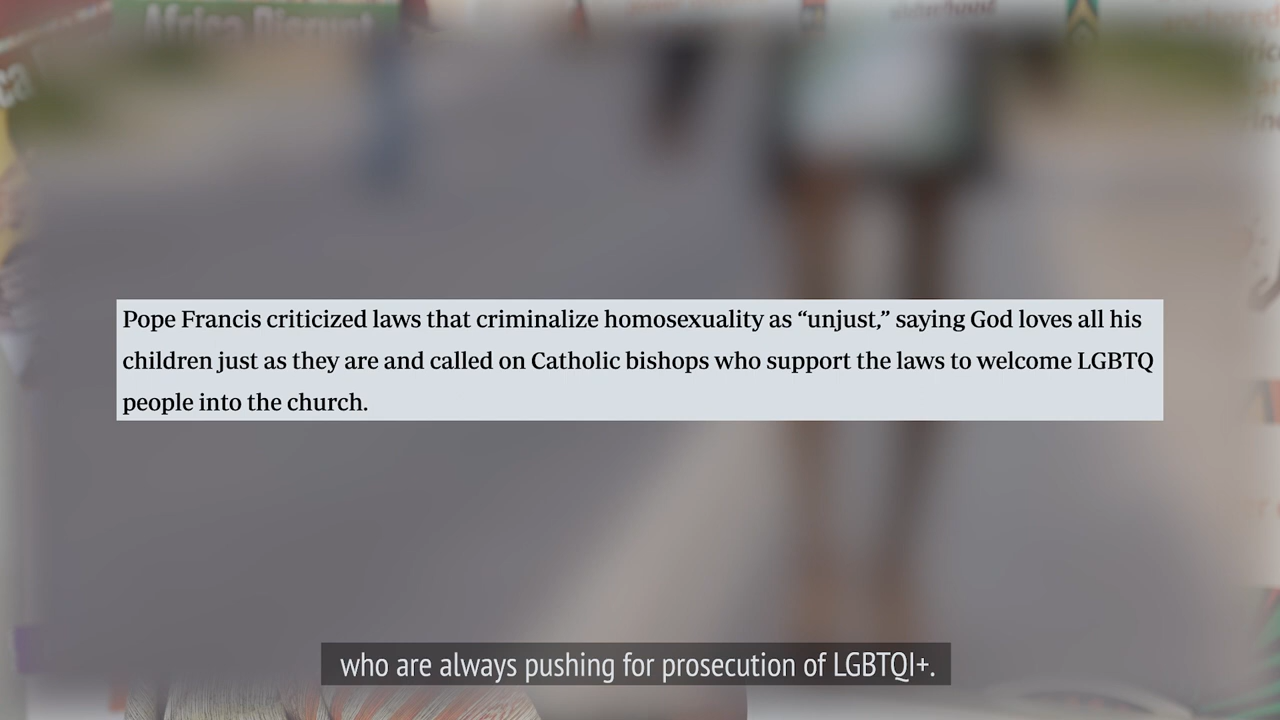 Africa Disrupt
Pope Francis criticized laws that criminalize homosexuality as “unjust,” saying God loves all his
children just as they are and called on Catholic bishops who support the laws to welcome LGBTQ
people into the church.
who are always pushing for prosecution of LGBTQI+.